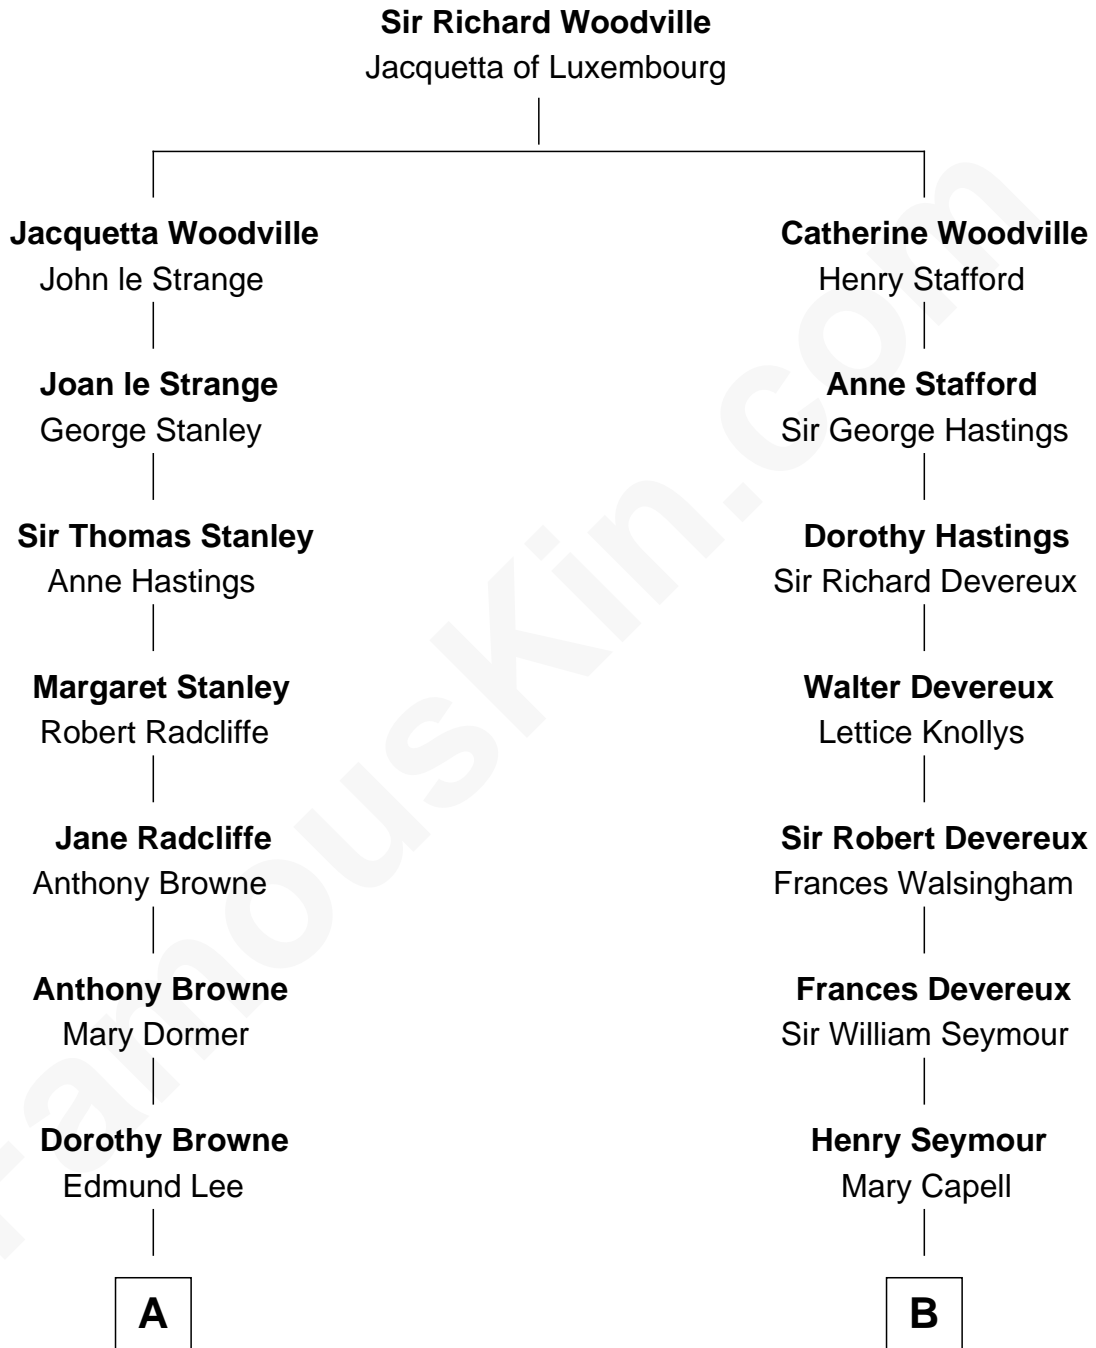 Sir Richard Woodville
Jacquetta of Luxembourg
Jacquetta Woodville
John le Strange
Catherine Woodville
Henry Stafford
Joan le Strange
George Stanley
Anne Stafford
Sir George Hastings
Sir Thomas Stanley
Anne Hastings
Dorothy Hastings
Sir Richard Devereux
Margaret Stanley
Robert Radcliffe
Walter Devereux
Lettice Knollys
Jane Radcliffe
Anthony Browne
Sir Robert Devereux
Frances Walsingham
Anthony Browne
Mary Dormer
Frances Devereux
Sir William Seymour
Dorothy Browne
Edmund Lee
Henry Seymour
Mary Capell
A
B
FamousKin.com